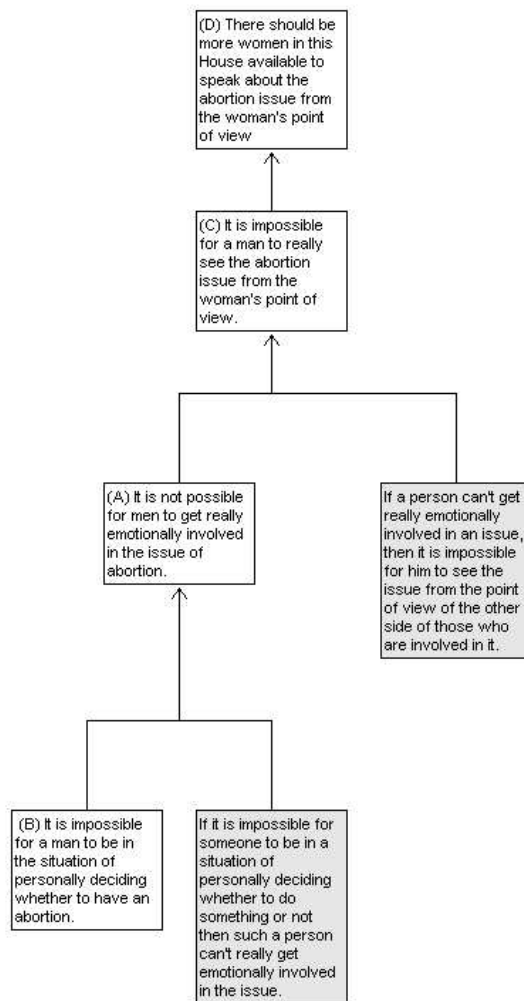 (D) There should be
more women in this
House available to
speak about the
abortion issue from
the woman's point
of view
(C) It is impossible
for a man to really
see the abortion
issue from the
woman's point of
view.
(A) It is not possible
for men to get really
emotionally involved
in the issue of
abortion.
If a person can't get
really emotionally
involved in an issue,
then it is impossible
for him to see the
issue from the point
of view of the other
side of those who
are involved in it.
(B) It is impossible
for a man to be in
the situation of
personally deciding
whether to have an
abortion.
If it is impossible for
someone to be in a
situation of
personally deciding
whether to do
something or not
then such a person
can't really get
emotionally involved
in the issue.